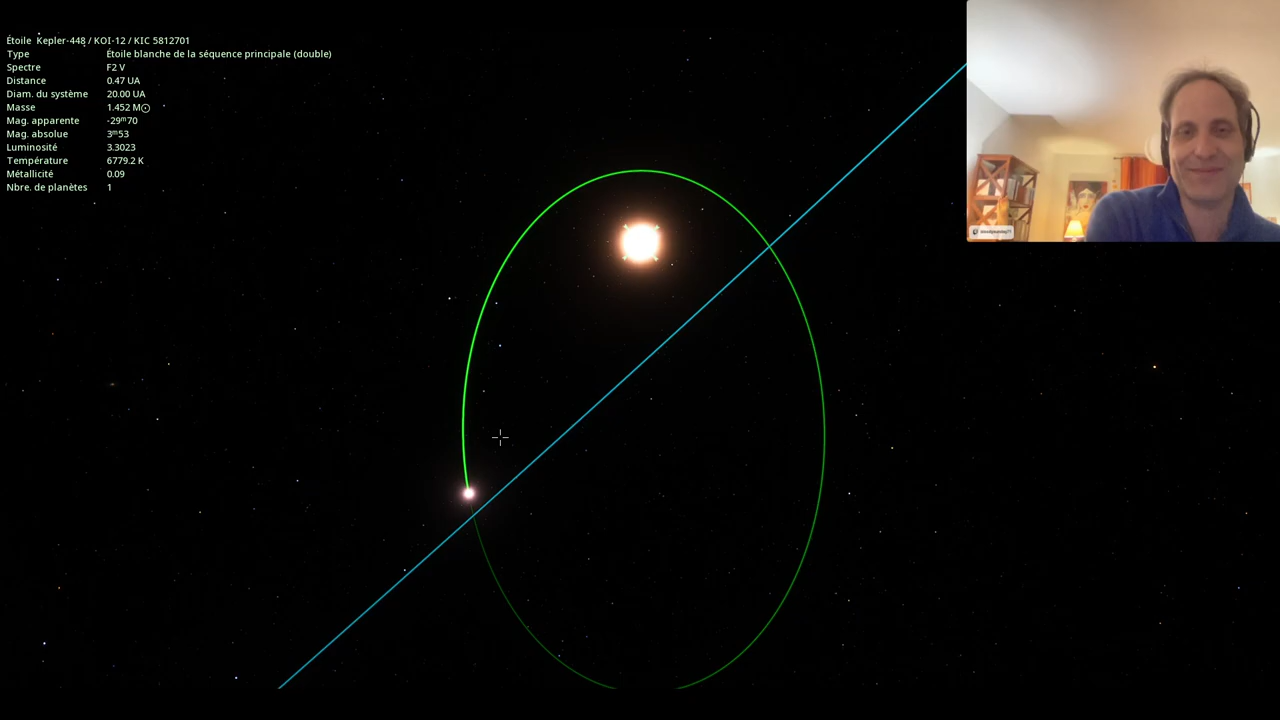 Étoile Kepler-448 / KOI-12 / KIC 5812701
Type Étoile blanche de la séquence principale (double)
Spectre F2 V
Distance 0.47 UA
Diam. du système 20.00 UA
Masse 1.452 M☉
Mag. apparente -29ᵐ70
Mag. absolue 3ᵐ53
Luminosité 3.3023
Température 6779.2 K
Métallicité 0.09
Nbre. de planètes 1